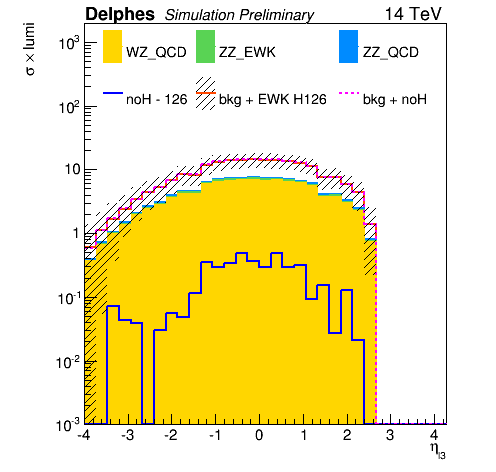 Delphes Simulation Preliminary 14 TeV
σ × lumi
WZ_QCD ZZ_EWK ZZ_QCD
noH - 126 bkg + EWK H126 bkg + noH
10³
10²
10
1
10⁻¹
10⁻²
10⁻³
-4 -3 -2 -1 0 1 2 3 4
η_j3